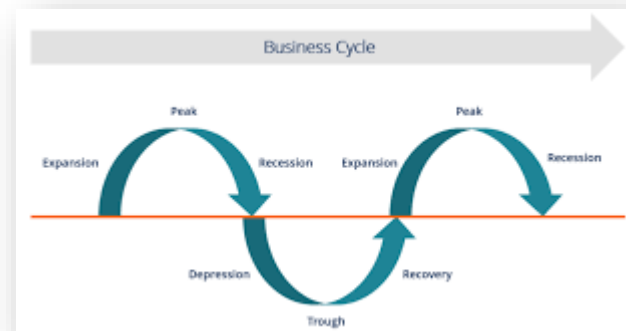 Business Cycle
Peak
Peak
Expansion
Recession
Expansion
Recession
Depression
Recovery
Trough